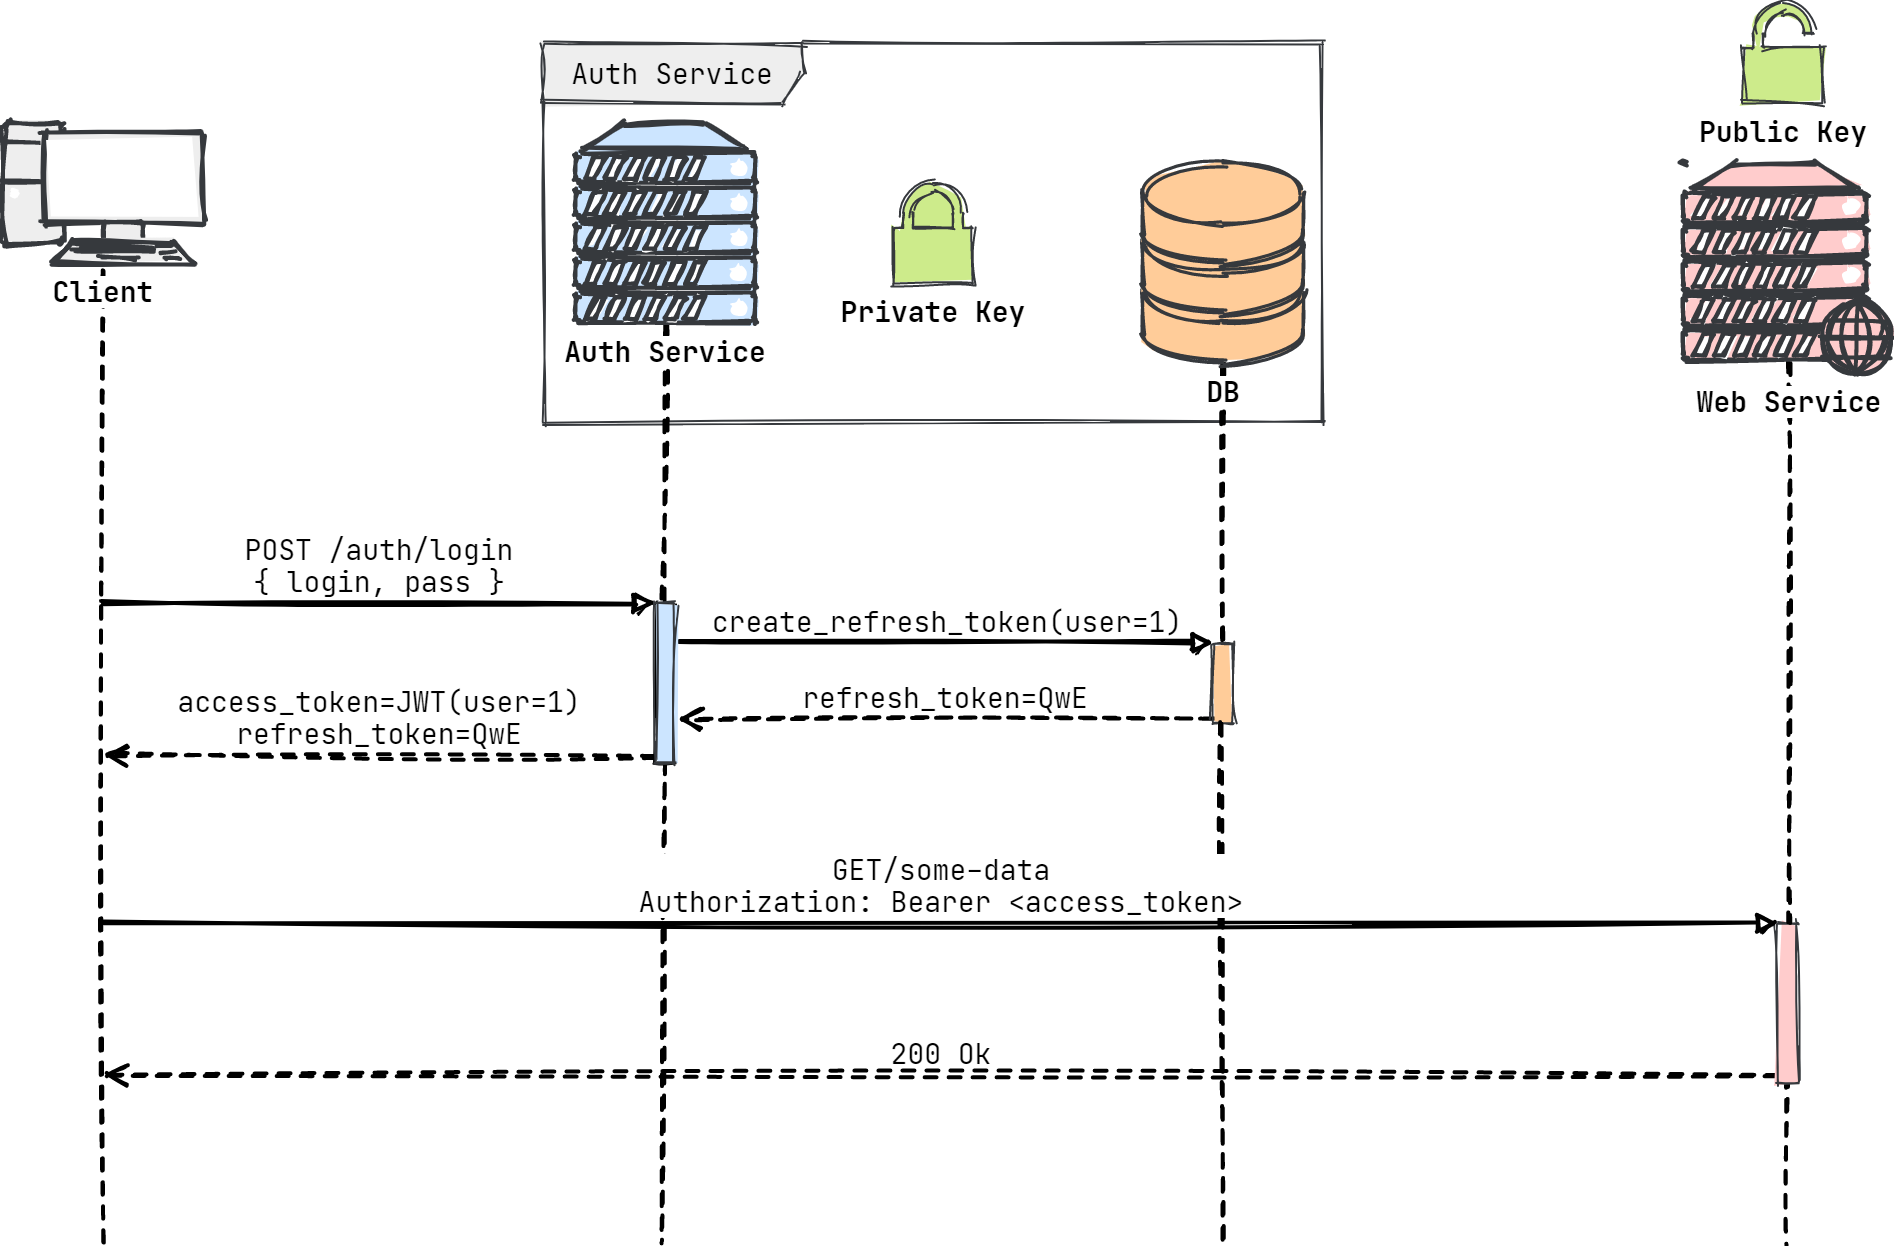 Auth Service
Public Key
Client
Private Key
Auth Service
DB
Web Service
POST /auth/login
{ login, pass }
create_refresh_token(user=1)
access_token=JWT(user=1)
refresh_token=QwE
refresh_token=QwE
GET/some-data
Authorization: Bearer <access_token>
200 Ok